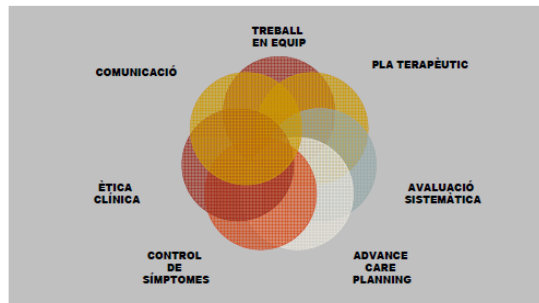 TREBALL
EN EQUIP
COMUNICACIÓ
PLA TERAPÈUTIC
ÈTICA
CLÍNICA
AVALUACIÓ
SISTEMÀTICA
CONTROL
DE
SÍMPTOMES
ADVANCE
CARE
PLANNING